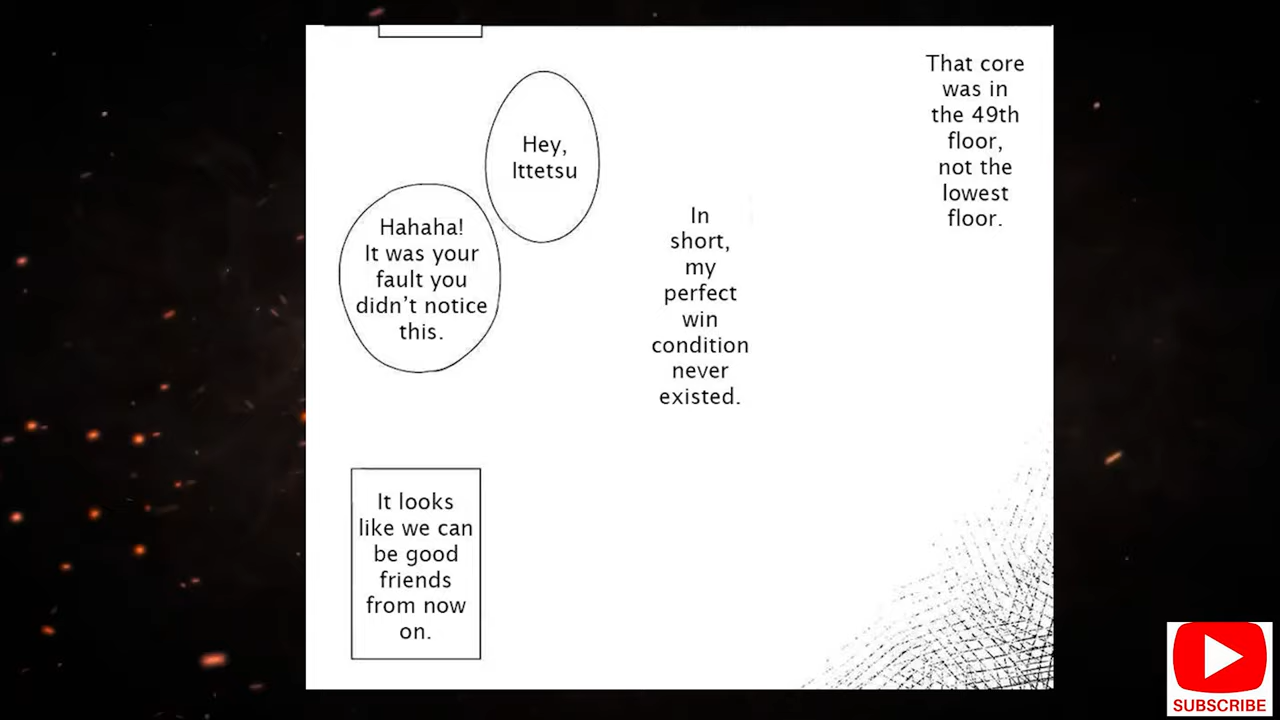 That core
was in
the 49th
floor,
not the
lowest
floor.
In
short,
my
perfect
win
condition
never
existed.
Hey,
Ittetsu
Hahaha!
It was your
fault you
didn't notice
this.
It looks
like we can
be good
friends
from now
on.
SUBSCRIBE